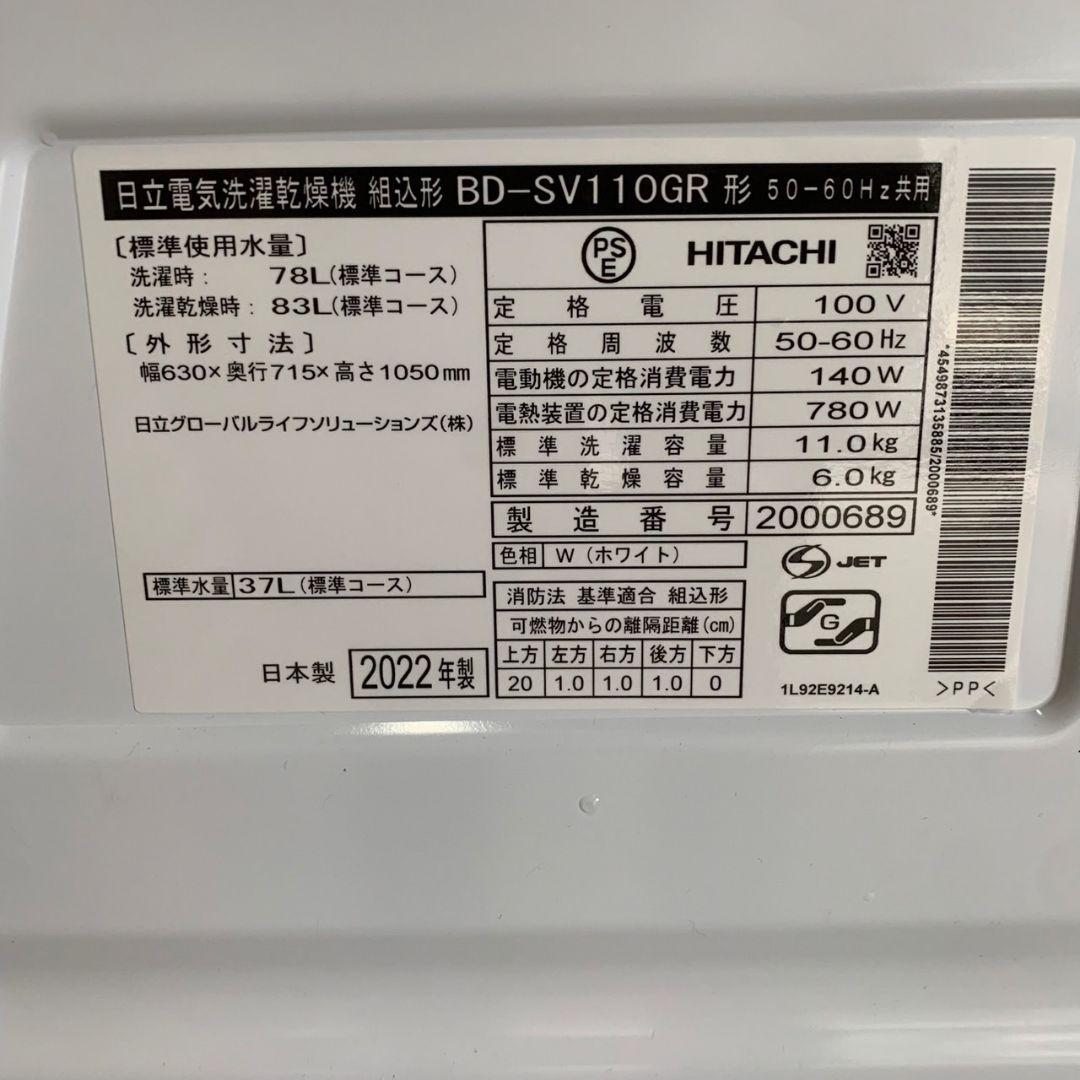 日立電気洗濯乾燥機 組込形 BD-SV110GR 形 50-60Hz共用
〔標準使用水量〕
洗濯時： 78L(標準コース)
洗濯乾燥時： 83L(標準コース)
〔外形寸法〕
幅630×奥行715×高さ1050mm
日立グローバルライフソリューションズ(株)
標準水量 37L(標準コース)
日本製 2022年製
PSE HITACHI
定格電圧 100V
定格周波数 50-60Hz
電動機の定格消費電力 140W
電熱装置の定格消費電力 780W
標準洗濯容量 11.0kg
標準乾燥容量 6.0kg
製造番号 2000689
色相 W(ホワイト)
消防法 基準適合 組込形
可燃物からの離隔距離(cm)
上方 左方 右方 後方 下方
20 1.0 1.0 1.0 0
S JET
G
1L92E9214-A
*4549873135885/2000689*
>PP<